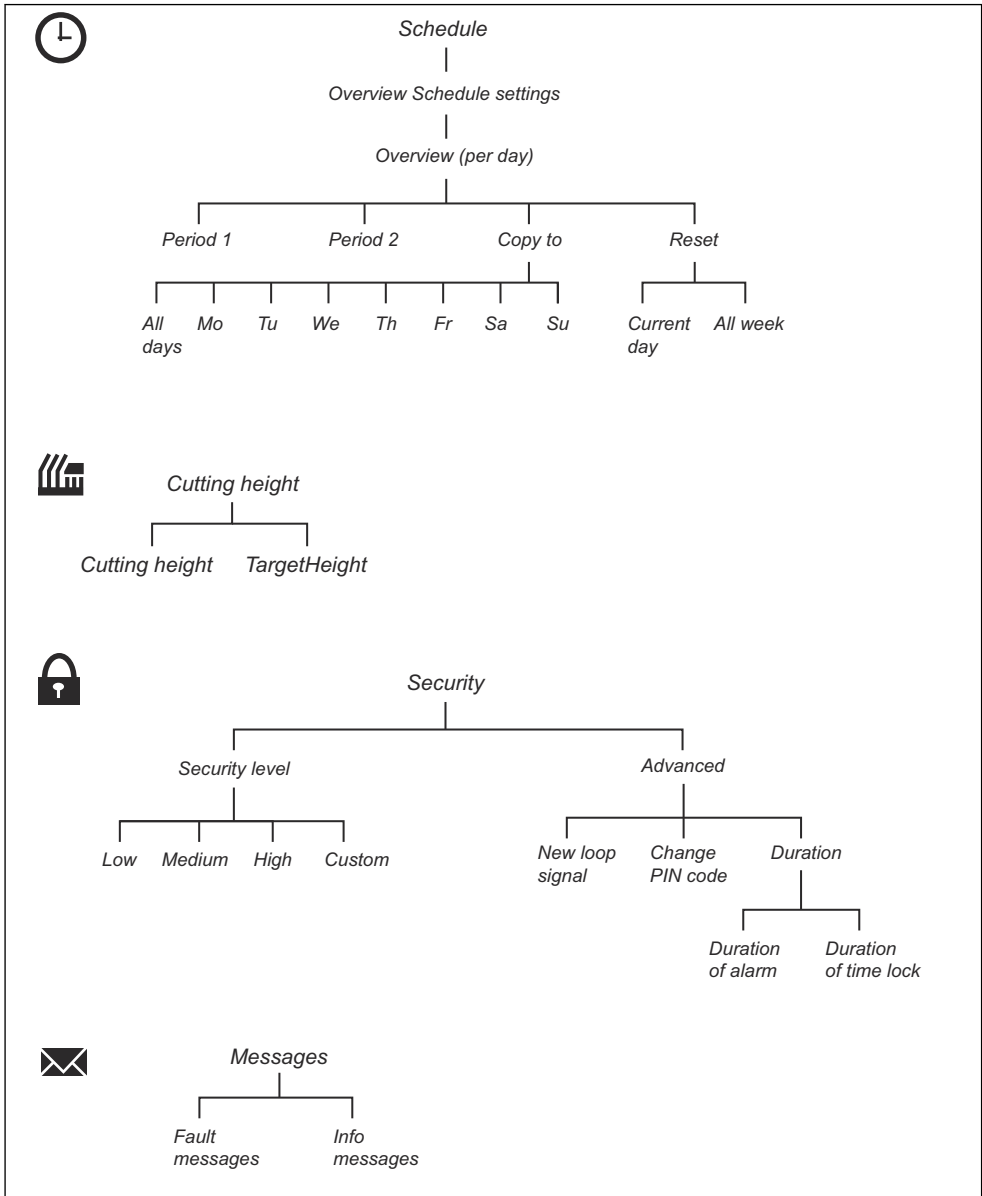 Schedule
Overview Schedule settings
Overview (per day)
Period 1 Period 2 Copy to Reset
All days Mo Tu We Th Fr Sa Su Current day All week
Cutting height
Cutting height TargetHeight
Security
Security level Advanced
Low Medium High Custom
New loop signal Change PIN code Duration
Duration of alarm Duration of time lock
Messages
Fault messages Info messages